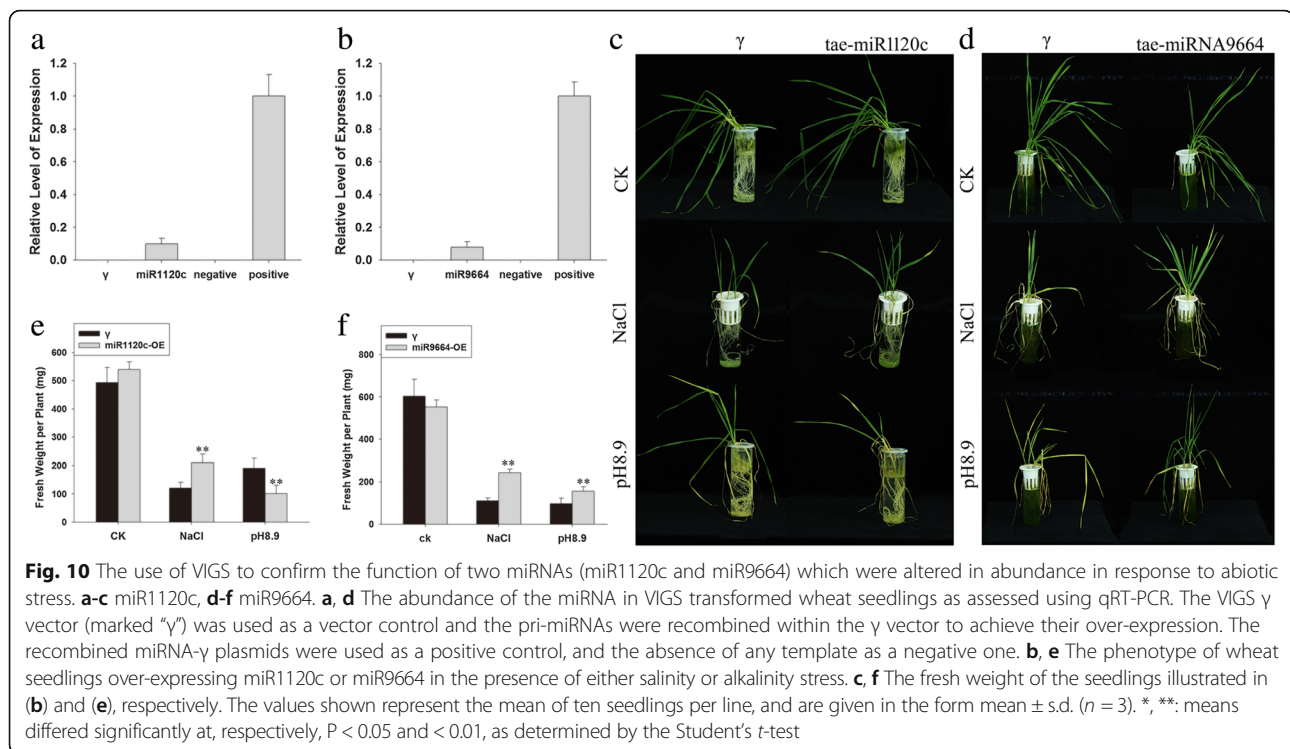 a
Relative Level of Expression
1.2
1.0
0.8
0.6
0.4
0.2
0.0
γ miR1120c negative positive
b
Relative Level of Expression
1.2
1.0
0.8
0.6
0.4
0.2
0.0
γ miR9664 negative positive
c
γ tae-miR1120c
CK
NaCl
pH8.9
d
γ tae-miRNA9664
CK
NaCl
pH8.9
e
γ
miR1120c-OE
Fresh Weight per Plant (mg)
600
500
400
300
200
100
0
**
**
CK NaCl pH8.9
f
γ
miR9664-OE
Fresh Weight per Plant (mg)
800
600
400
200
0
**
**
ck NaCl pH8.9
Fig. 10 The use of VIGS to confirm the function of two miRNAs (miR1120c and miR9664) which were altered in abundance in response to abiotic
stress. a-c miR1120c, d-f miR9664. a, d The abundance of the miRNA in VIGS transformed wheat seedlings as assessed using qRT-PCR. The VIGS γ
vector (marked “γ”) was used as a vector control and the pri-miRNAs were recombined within the γ vector to achieve their over-expression. The
recombined miRNA-γ plasmids were used as a positive control, and the absence of any template as a negative one. b, e The phenotype of wheat
seedlings over-expressing miR1120c or miR9664 in the presence of either salinity or alkalinity stress. c, f The fresh weight of the seedlings illustrated in
(b) and (e), respectively. The values shown represent the mean of ten seedlings per line, and are given in the form mean ± s.d. (n = 3). *, **: means
differed significantly at, respectively, P < 0.05 and < 0.01, as determined by the Student’s t-test